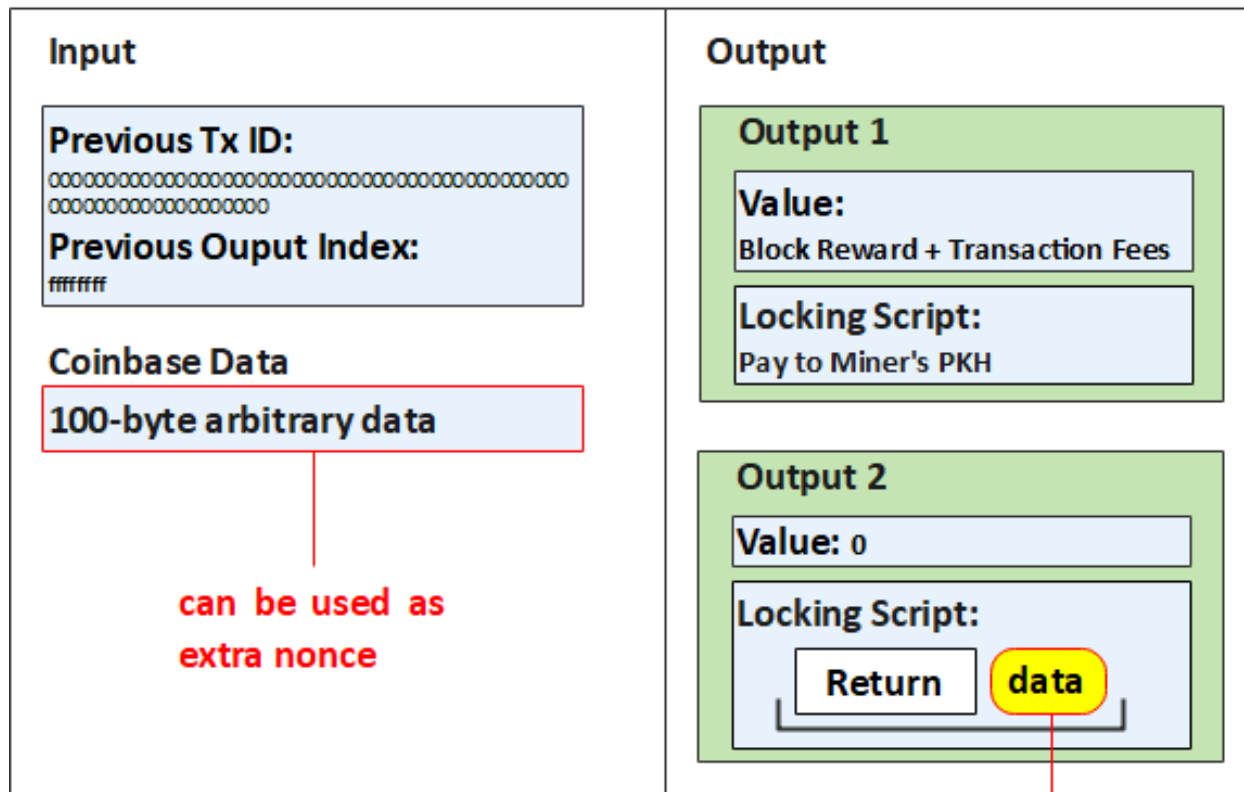 Input
Previous Tx ID:
000000000000000000000000000000000000000000000
0000000000000000000
Previous Ouput Index:
ffffffff
Coinbase Data
100-byte arbitrary data
can be used as
extra nonce
Output
Output 1
Value:
Block Reward + Transaction Fees
Locking Script:
Pay to Miner's PKH
Output 2
Value: 0
Locking Script:
Return data